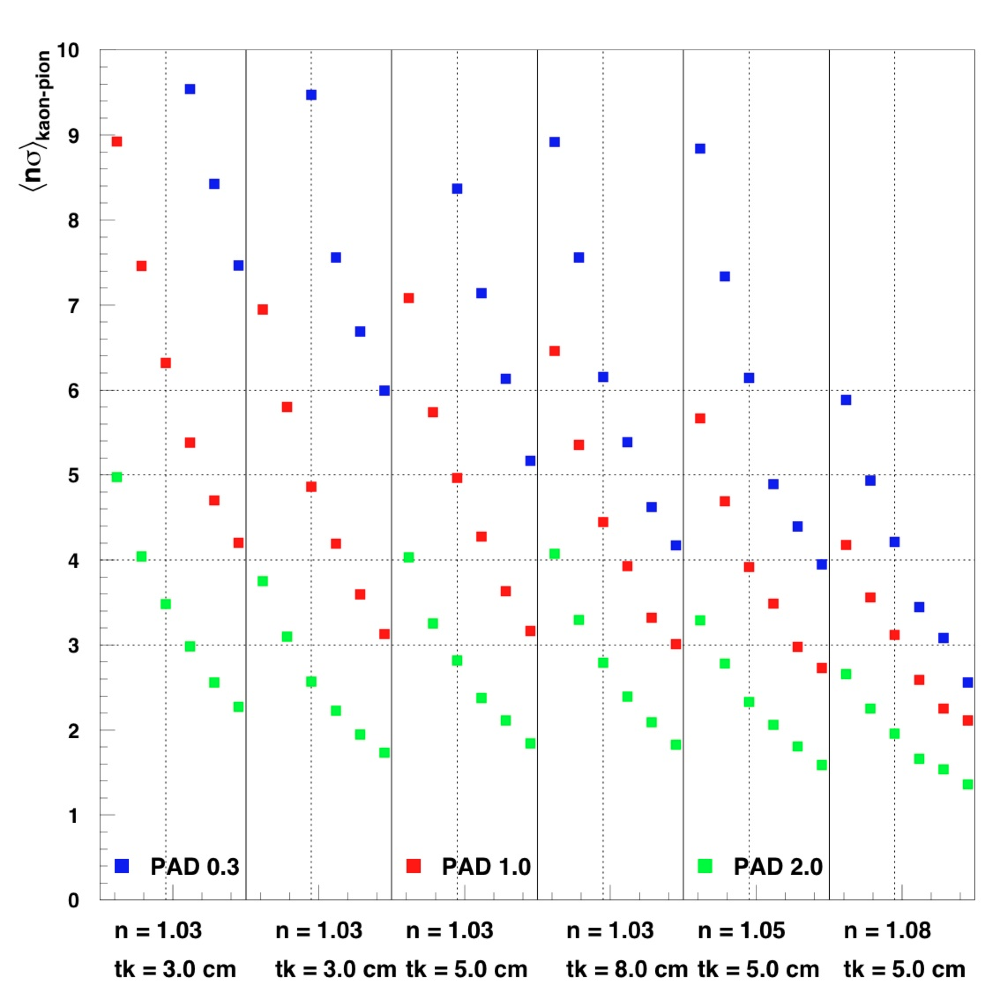 10
9
8
7
6
5
4
3
2
1
0
⟨nσ⟩kaon-pion
PAD 0.3
PAD 1.0
PAD 2.0
n = 1.03
tk = 3.0 cm
n = 1.03
tk = 3.0 cm
n = 1.03
tk = 5.0 cm
n = 1.03
tk = 8.0 cm
n = 1.05
tk = 5.0 cm
n = 1.08
tk = 5.0 cm